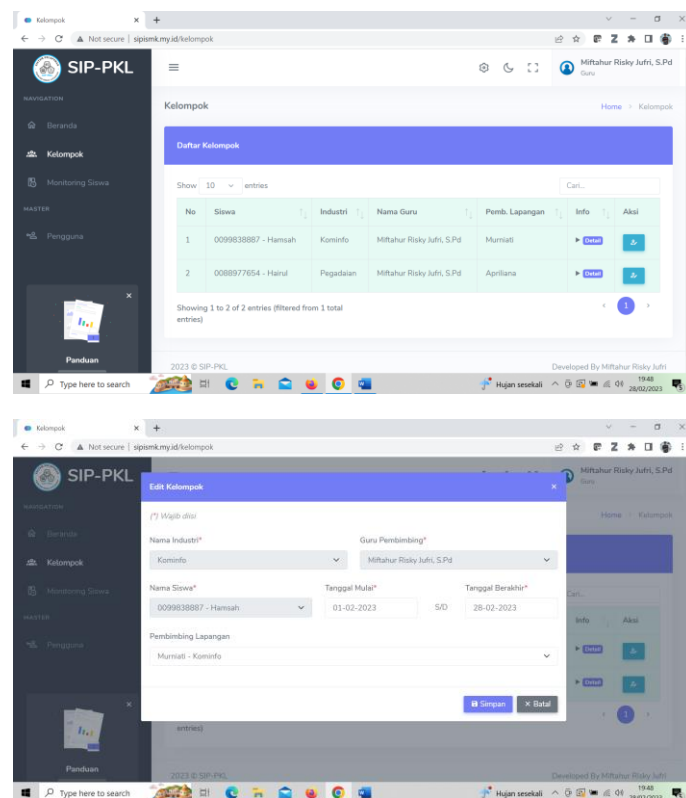 Kelompok
Not secure | sipismk.my.id/kelompok
SIP-PKL
Miftahur Risky Jufri, S.Pd
Guru
NAVIGATION
Kelompok
Home > Kelompok
Beranda
Daftar Kelompok
Kelompok
Monitoring Siswa
Show 10 entries
Cari...
MASTER
No Siswa Industri Nama Guru Pemb. Lapangan Info Aksi
Pengguna
1 0099838887 - Hamsah Kominfo Miftahur Risky Jufri, S.Pd Murniati Detail
2 0088977654 - Hairul Pegadaian Miftahur Risky Jufri, S.Pd Apriliana Detail
Showing 1 to 2 of 2 entries (filtered from 1 total
entries)
1
Panduan
2023 © SIP-PKL
Developed By Miftahur Risky Jufri
Type here to search
Hujan sesekali
19:48
28/02/2023
5
Kelompok
Not secure | sipismk.my.id/kelompok
SIP-PKL
Miftahur Risky Jufri, S.Pd
Guru
Edit Kelompok
NAVIGATION
(*) Wajib diisi
Home > Kelompok
Beranda
Nama Industri* Guru Pembimbing*
Kelompok
Kominfo Miftahur Risky Jufri, S.Pd
Monitoring Siswa
Nama Siswa* Tanggal Mulai* Tanggal Berakhir*
Cari...
0099838887 - Hamsah 01-02-2023 S/D 28-02-2023
MASTER
Info Aksi
Pengguna
Pembimbing Lapangan
Murniati - Kominfo
Detail
Detail
Simpan Batal
1
entries)
Panduan
2023 © SIP-PKL
Developed By Miftahur Risky Jufri
Type here to search
Hujan sesekali
19:48
28/02/2023